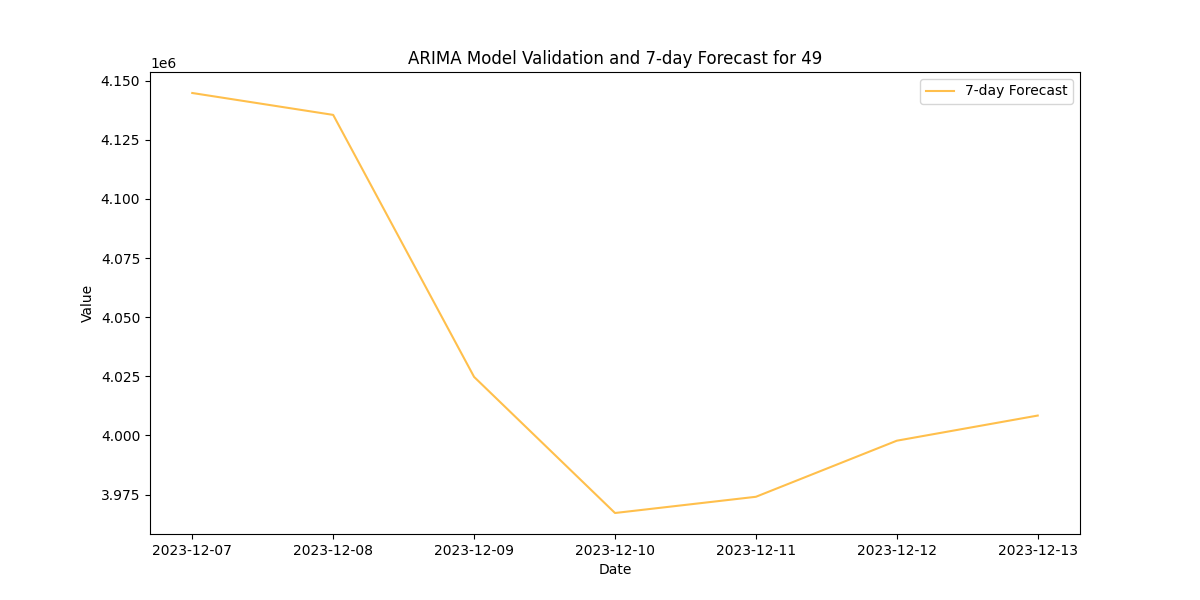 ARIMA Model Validation and 7-day Forecast for 49
1e6
7-day Forecast
4.150
4.125
4.100
4.075
4.050
4.025
4.000
3.975
Value
2023-12-07 2023-12-08 2023-12-09 2023-12-10 2023-12-11 2023-12-12 2023-12-13
Date